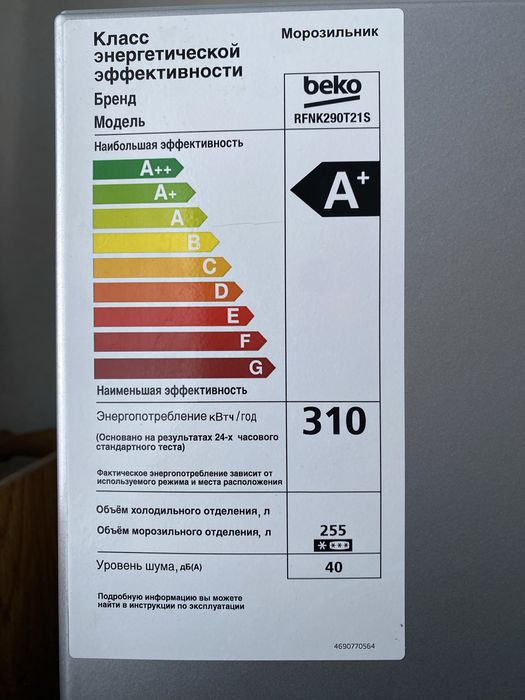 Класс
энергетической
эффективности
Морозильник
Бренд
beko
Модель
RFNK290T21S
Наибольшая эффективность
A++
A+
A
B
C
D
E
F
G
A+
Наименьшая эффективность
Энергопотребление кВтч/год
310
(Основано на результатах 24-х часового
стандартного теста)
Фактическое энергопотребление зависит от
используемого режима и места расположения
Объём холодильного отделения, л
Объём морозильного отделения, л
255
Уровень шума, дБ(А)
40
Подробную информацию вы можете
найти в инструкции по эксплуатации
4690770564